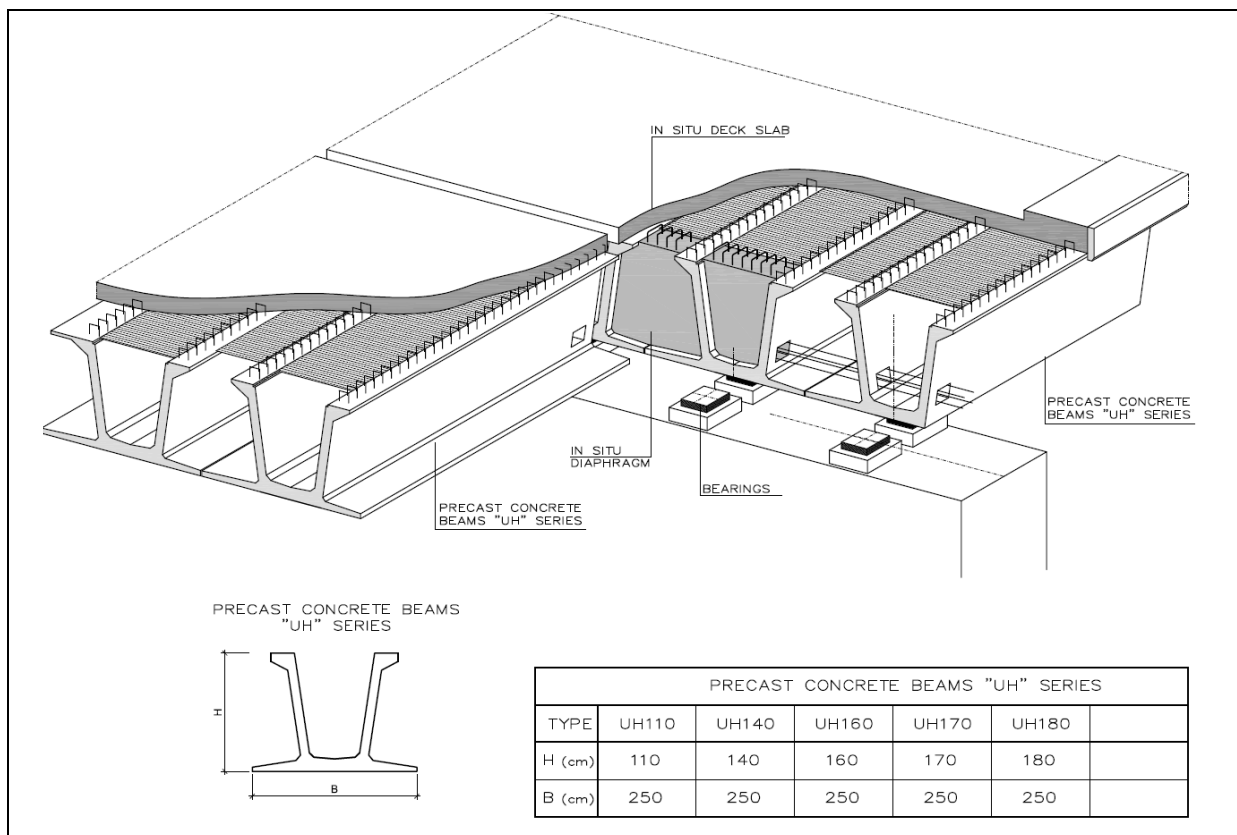 IN SITU DECK SLAB
PRECAST CONCRETE
BEAMS "UH" SERIES
IN SITU
DIAPHRAGM
BEARINGS
PRECAST CONCRETE
BEAMS "UH" SERIES
PRECAST CONCRETE BEAMS
"UH" SERIES
H
B
PRECAST CONCRETE BEAMS "UH" SERIES
TYPE UH110 UH140 UH160 UH170 UH180
H (cm) 110 140 160 170 180
B (cm) 250 250 250 250 250